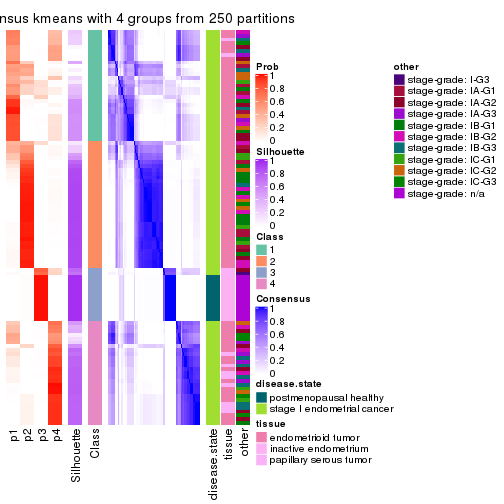 nsus kmeans with 4 groups from 250 partitions
Prob
1
0.8
0.6
0.4
0.2
0
Silhouette
1
0.8
0.6
0.4
0.2
0
Class
1
2
3
4
Consensus
1
0.8
0.6
0.4
0.2
0
disease.state
postmenopausal healthy
stage I endometrial cancer
tissue
endometrioid tumor
inactive endometrium
papillary serous tumor
other
stage-grade: I-G3
stage-grade: IA-G1
stage-grade: IA-G2
stage-grade: IA-G3
stage-grade: IB-G1
stage-grade: IB-G2
stage-grade: IB-G3
stage-grade: IC-G1
stage-grade: IC-G2
stage-grade: IC-G3
stage-grade: n/a
p1
p2
p3
p4
Silhouette
Class
disease.state
tissue
other